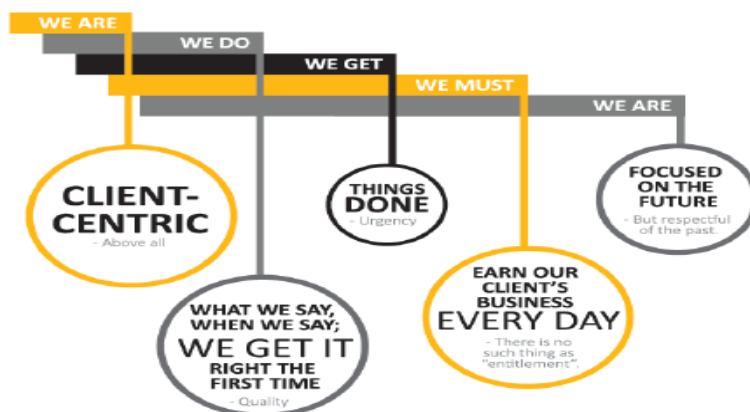 WE ARE
WE DO
WE GET
WE MUST
WE ARE
CLIENT-
CENTRIC
- Above all
WHAT WE SAY,
WHEN WE SAY;
WE GET IT
RIGHT THE
FIRST TIME
- Quality
THINGS
DONE
- Urgency
EARN OUR
CLIENT'S
BUSINESS
EVERY DAY
- There is no
such thing as
"entitlement".
FOCUSED
ON THE
FUTURE
- But respectful
of the past.